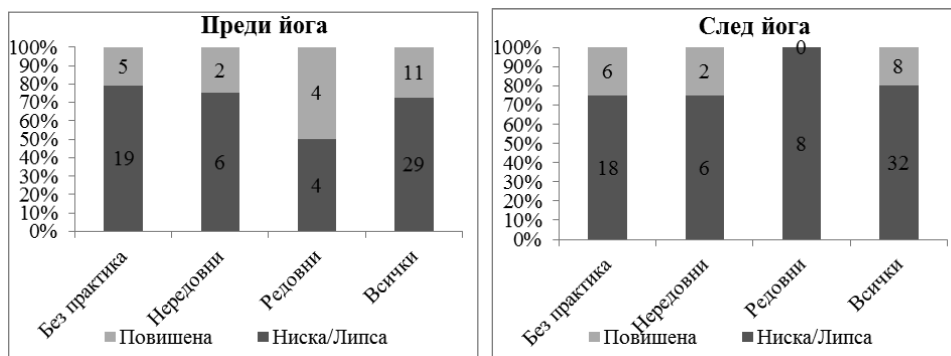 Преди йога
100%
90%
80%
70%
60%
50%
40%
30%
20%
10%
0%
5
2
4
11
19
6
4
29
Без практика
Нередовни
Редовни
Всички
Повишена
Ниска/Липса
След йога
100%
90%
80%
70%
60%
50%
40%
30%
20%
10%
0%
6
2
0
8
18
6
8
32
Без практика
Нередовни
Редовни
Всички
Повишена
Ниска/Липса